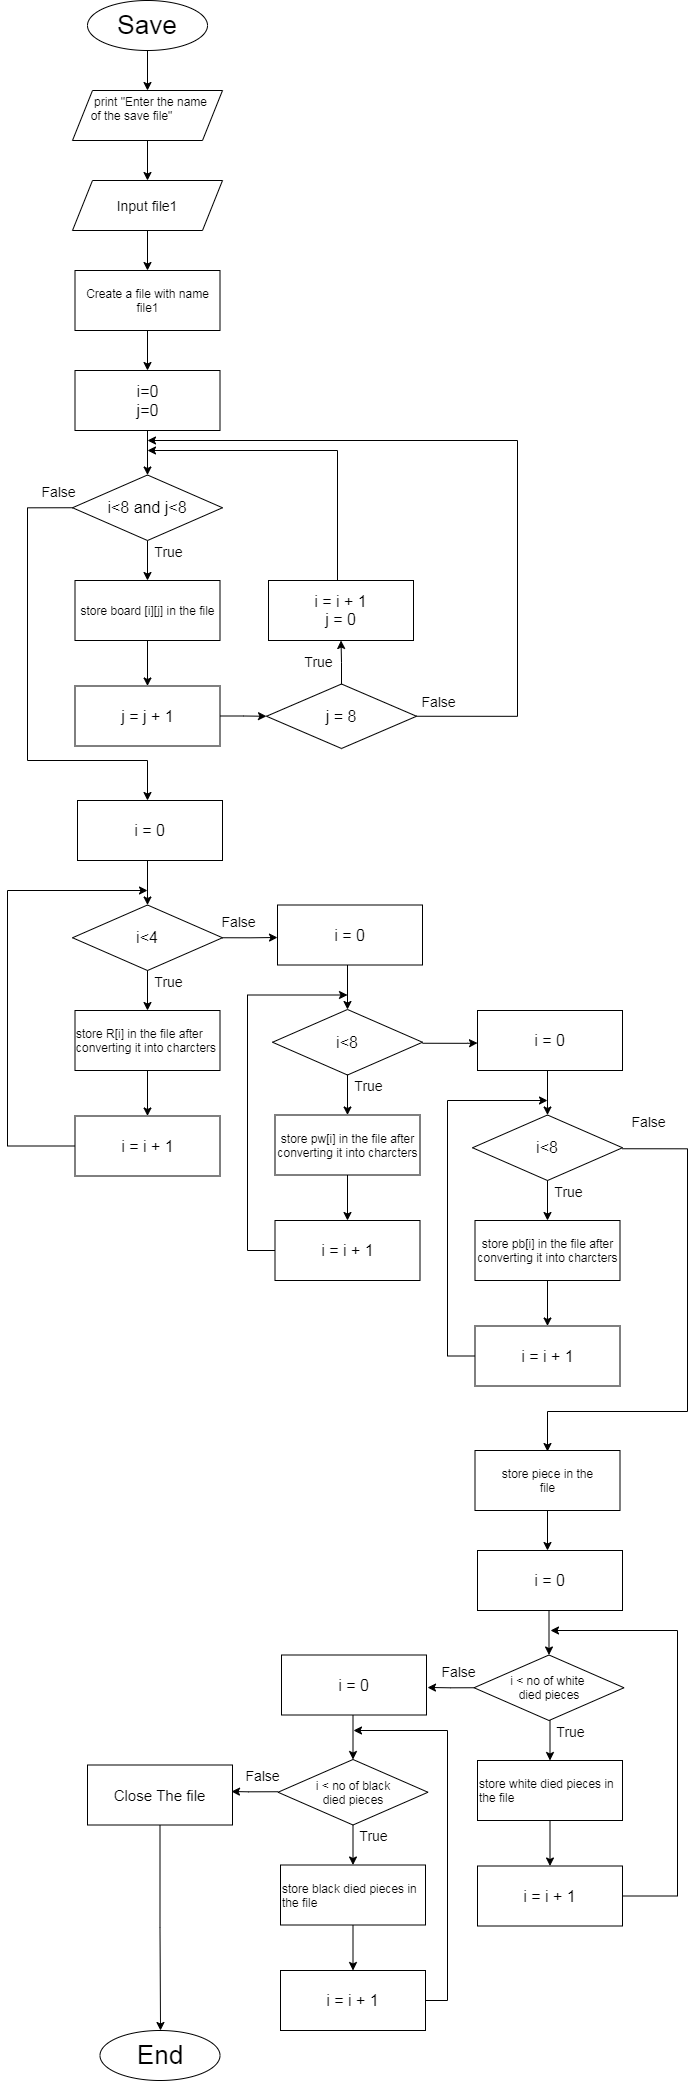 Save
print "Enter the name
of the save file"
Input file1
Create a file with name
file1
i=0
j=0
False
i<8 and j<8
True
store board [i][j] in the file
i = i + 1
j = 0
True
j = j + 1
j = 8
False
i = 0
i<4
False
i = 0
True
store R[i] in the file after
converting it into charcters
i<8
i = 0
True
i = i + 1
store pw[i] in the file after
converting it into charcters
i<8
False
True
i = i + 1
store pb[i] in the file after
converting it into charcters
i = i + 1
store piece in the
file
i = 0
i < no of white
died pieces
False
i = 0
True
store white died pieces in
the file
i < no of black
died pieces
False
Close The file
True
store black died pieces in
the file
i = i + 1
i = i + 1
End